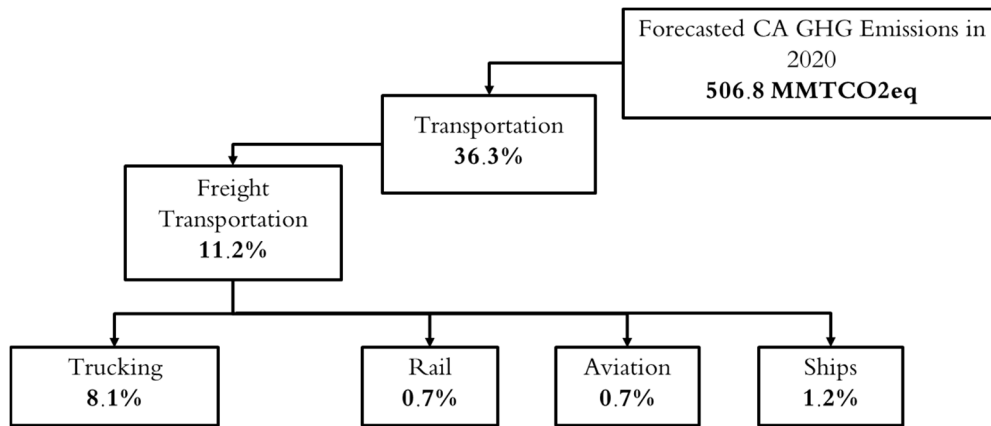 Forecasted CA GHG Emissions in
2020
506.8 MMTCO2eq
Transportation
36.3%
Freight
Transportation
11.2%
Trucking
8.1%
Rail
0.7%
Aviation
0.7%
Ships
1.2%